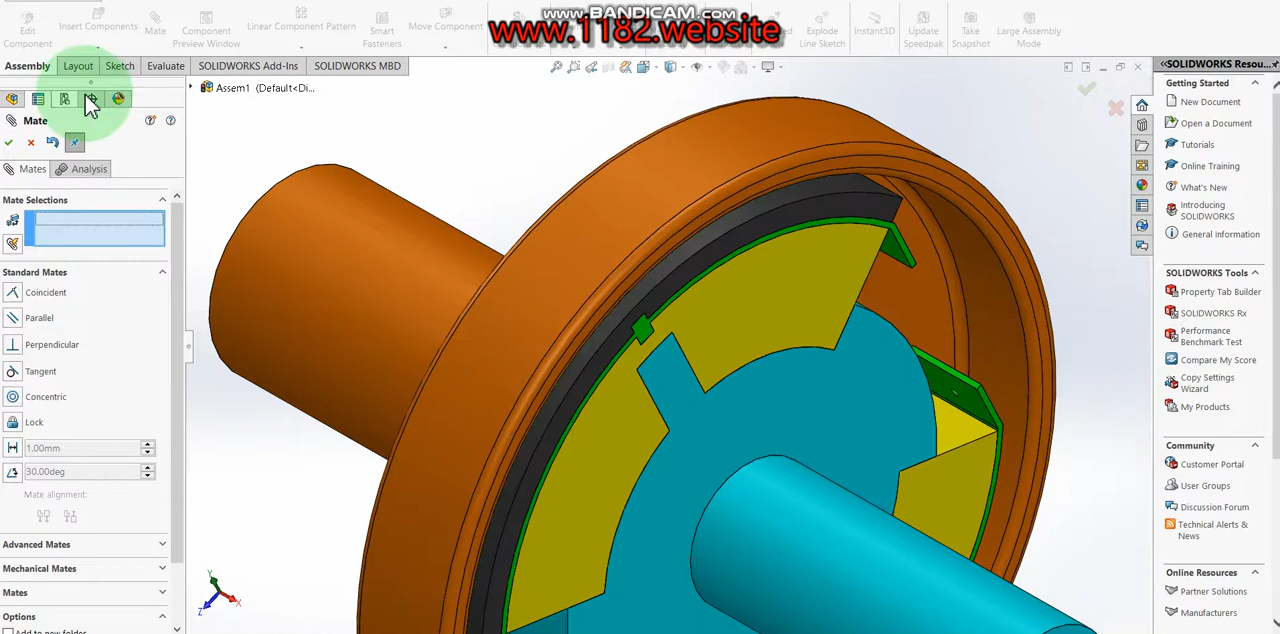 www.BANDICAM.com
www.1182.website
Edit Component
Insert Components
Mate
Component Preview Window
Linear Component Pattern
Smart Fasteners
Move Component
Explode Line Sketch
Instant3D
Update Speedpak
Take Snapshot
Large Assembly Mode
Assembly
Layout
Sketch
Evaluate
SOLIDWORKS Add-Ins
SOLIDWORKS MBD
Assem1 (Default<Di...
Mate
Mates
Analysis
Mate Selections
Standard Mates
Coincident
Parallel
Perpendicular
Tangent
Concentric
Lock
1.00mm
30.00deg
Mate alignment:
Advanced Mates
Mechanical Mates
Mates
Options
Add to new folder
Y
X
Z
SOLIDWORKS Resou...
Getting Started
New Document
Open a Document
Tutorials
Online Training
What's New
Introducing SOLIDWORKS
General Information
SOLIDWORKS Tools
Property Tab Builder
SOLIDWORKS Rx
Performance Benchmark Test
Compare My Score
Copy Settings Wizard
My Products
Community
Customer Portal
User Groups
Discussion Forum
Technical Alerts & News
Online Resources
Partner Solutions
Manufacturers